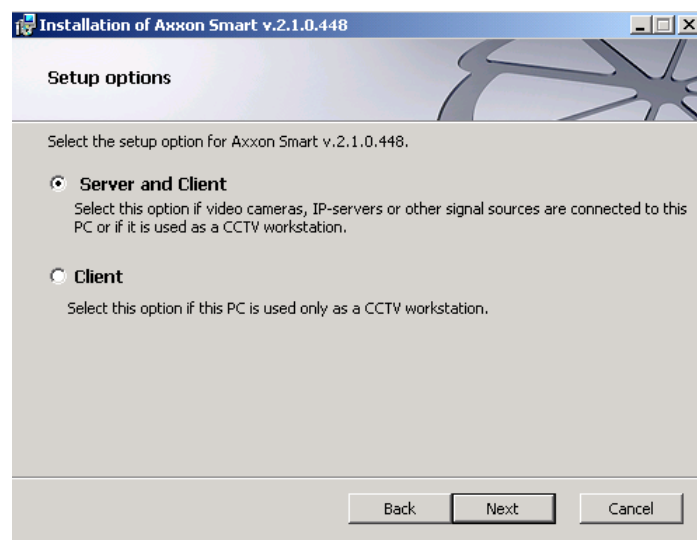 Installation of Axxon Smart v.2.1.0.448
Setup options
Select the setup option for Axxon Smart v.2.1.0.448.
Server and Client
Select this option if video cameras, IP-servers or other signal sources are connected to this
PC or if it is used as a CCTV workstation.
Client
Select this option if this PC is used only as a CCTV workstation.
Back Next Cancel